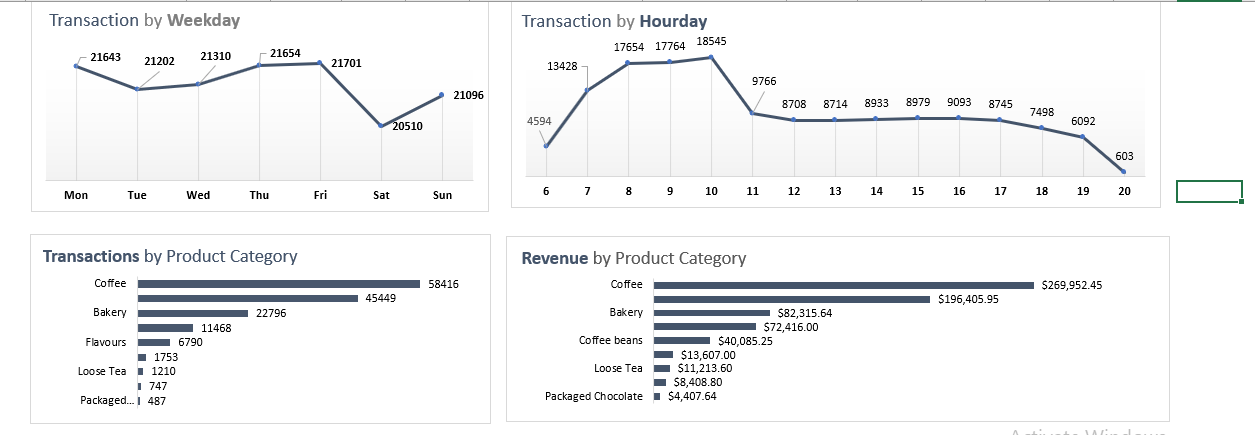 Transaction by Weekday
21643
21202
21310
21654
21701
20510
21096
Mon Tue Wed Thu Fri Sat Sun
Transaction by Hourday
4594
13428
17654
17764
18545
9766
8708
8714
8933
8979
9093
8745
7498
6092
603
6 7 8 9 10 11 12 13 14 15 16 17 18 19 20
Transactions by Product Category
Coffee 58416
45449
Bakery 22796
11468
Flavours 6790
1753
Loose Tea 1210
747
Packaged... 487
Revenue by Product Category
Coffee $269,952.45
$196,405.95
Bakery $82,315.64
$72,416.00
Coffee beans $40,085.25
$13,607.00
Loose Tea $11,213.60
$8,408.80
Packaged Chocolate $4,407.64
Activate Windows